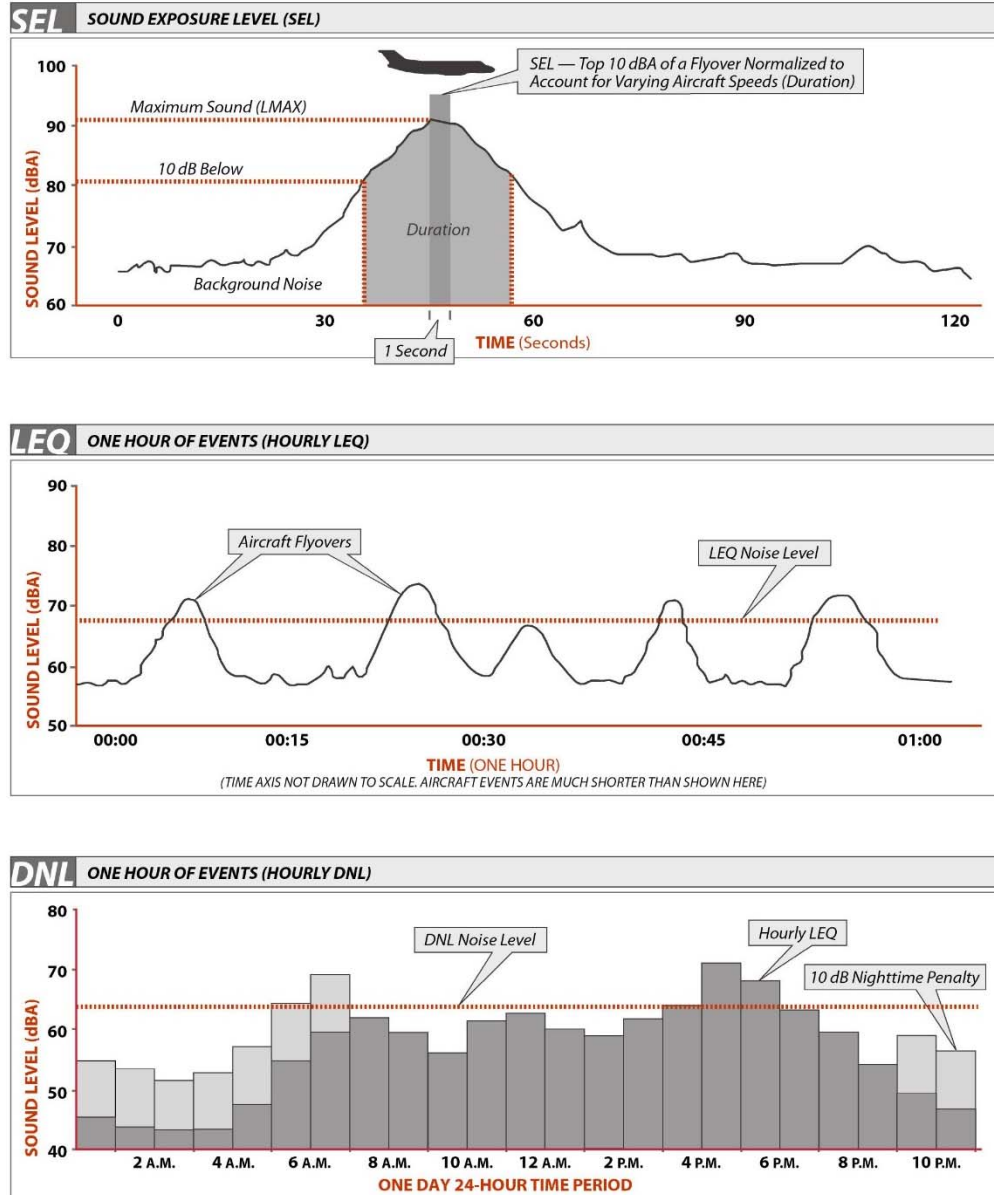 SEL SOUND EXPOSURE LEVEL (SEL)
100
90
80
70
60
SOUND LEVEL (dBA)
SEL — Top 10 dBA of a Flyover Normalized to
Account for Varying Aircraft Speeds (Duration)
Maximum Sound (LMAX)
10 dB Below
Duration
Background Noise
0 30 60 90 120
TIME (Seconds)
1 Second
LEQ ONE HOUR OF EVENTS (HOURLY LEQ)
90
80
70
60
50
SOUND LEVEL (dBA)
Aircraft Flyovers
LEQ Noise Level
00:00 00:15 00:30 00:45 01:00
TIME (ONE HOUR)
(TIME AXIS NOT DRAWN TO SCALE. AIRCRAFT EVENTS ARE MUCH SHORTER THAN SHOWN HERE)
DNL ONE HOUR OF EVENTS (HOURLY DNL)
80
70
60
50
40
SOUND LEVEL (dBA)
DNL Noise Level
Hourly LEQ
10 dB Nighttime Penalty
2 A.M. 4 A.M. 6 A.M. 8 A.M. 10 A.M. 12 A.M. 2 P.M. 4 P.M. 6 P.M. 8 P.M. 10 P.M.
ONE DAY 24-HOUR TIME PERIOD